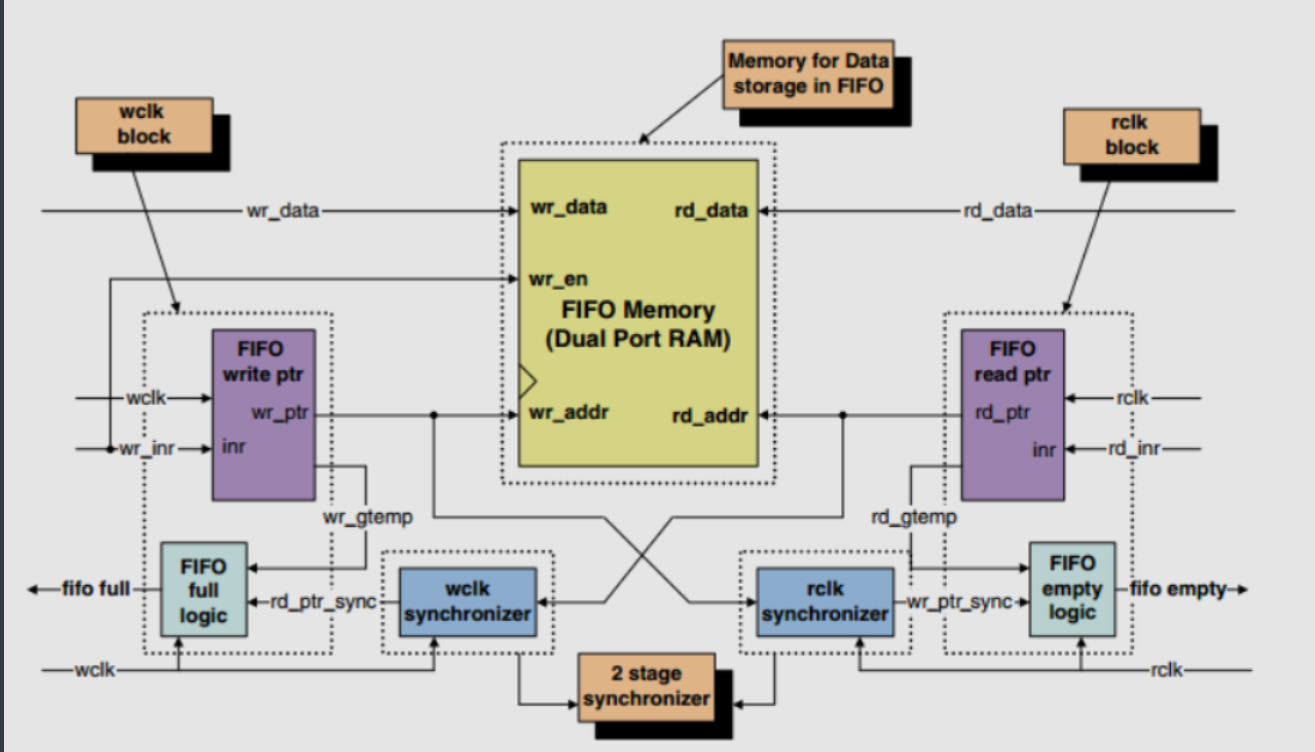 Memory for Data
storage in FIFO
wclk
block
rclk
block
wr_data
wr_data
rd_data
rd_data
wr_en
FIFO Memory
(Dual Port RAM)
FIFO
write ptr
FIFO
read ptr
wclk
wr_ptr
wr_addr
rd_addr
rd_ptr
rclk
wr_inr
inr
inr
rd_inr
wr_gtemp
rd_gtemp
fifo full
FIFO
full
logic
rd_ptr_sync
wclk
synchronizer
rclk
synchronizer
wr_ptr_sync
FIFO
empty
logic
fifo empty
wclk
2 stage
synchronizer
rclk